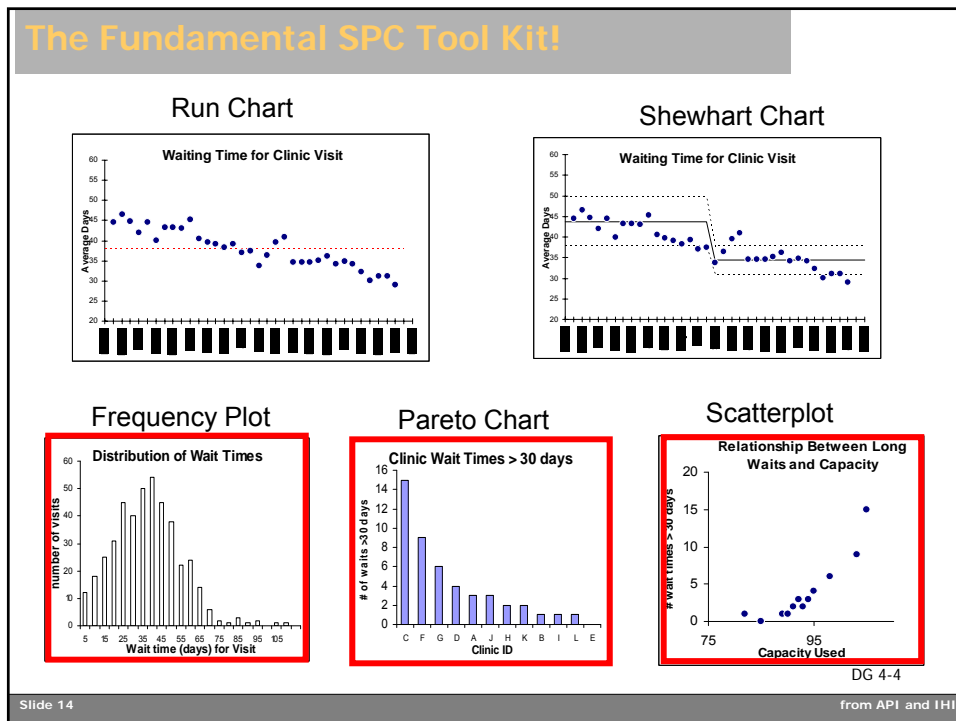 The Fundamental SPC Tool Kit!
Run Chart
Shewhart Chart
Waiting Time for Clinic Visit
60
55
50
45
40
35
30
25
20
Average Days
Waiting Time for Clinic Visit
60
55
50
45
40
35
30
25
20
Average Days
Frequency Plot
Pareto Chart
Scatterplot
Distribution of Wait Times
60
50
40
30
20
10
0
number of visits
5 15 25 35 45 55 65 75 85 95 105
Wait time (days) for Visit
Clinic Wait Times > 30 days
16
14
12
10
8
6
4
2
0
# of waits >30 days
C F G D A J H K B I L E
Clinic ID
Relationship Between Long
Waits and Capacity
20
15
10
5
0
# wait times > 30 days
75 95
Capacity Used
DG 4-4
Slide 14
from API and IHI